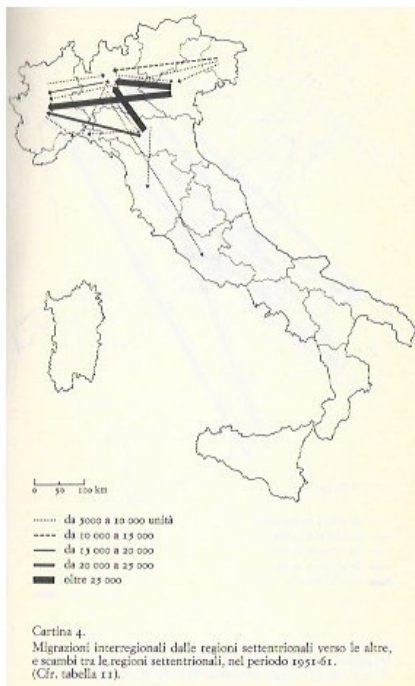 0 50 100 km
da 5000 a 10 000 unità
da 10 000 a 15 000
da 15 000 a 20 000
da 20 000 a 25 000
oltre 25 000
Cartina 4.
Migrazioni interregionali dalle regioni settentrionali verso le altre,
e scambi tra le regioni settentrionali, nel periodo 1951-61.
(Cfr. tabella 11).